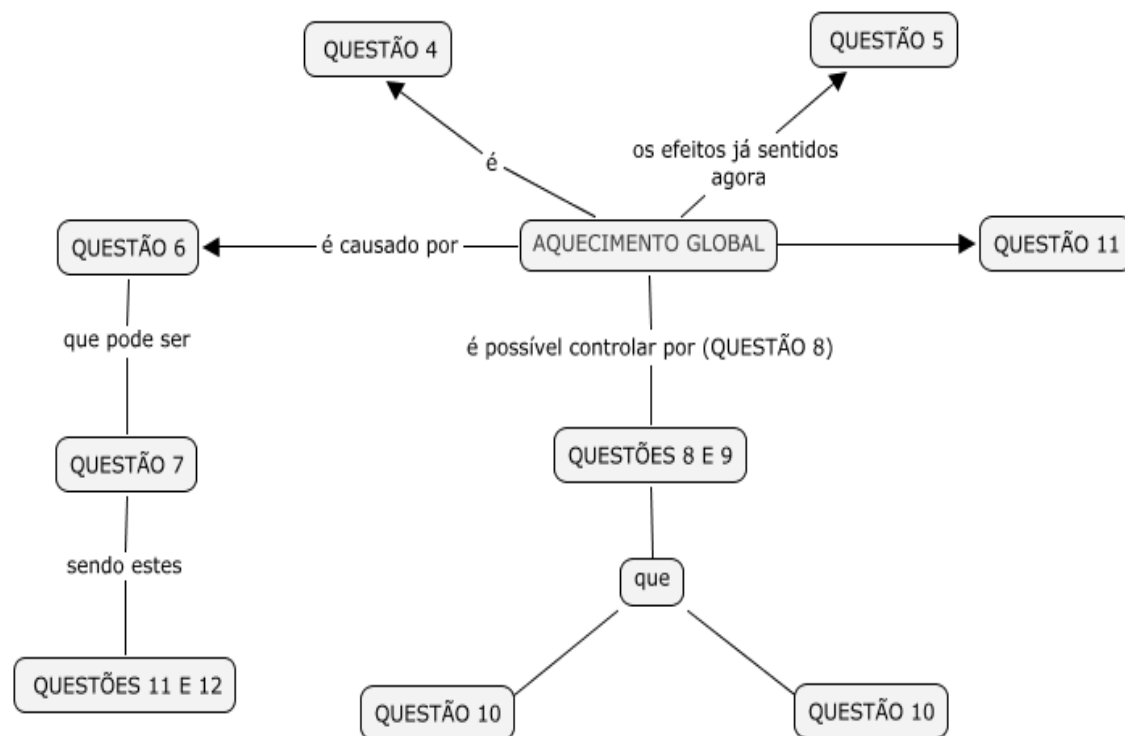 QUESTÃO 4
QUESTÃO 5
é
os efeitos já sentidos
agora
QUESTÃO 6
é causado por
AQUECIMENTO GLOBAL
QUESTÃO 11
que pode ser
é possível controlar por (QUESTÃO 8)
QUESTÃO 7
QUESTÕES 8 E 9
sendo estes
que
QUESTÕES 11 E 12
QUESTÃO 10
QUESTÃO 10